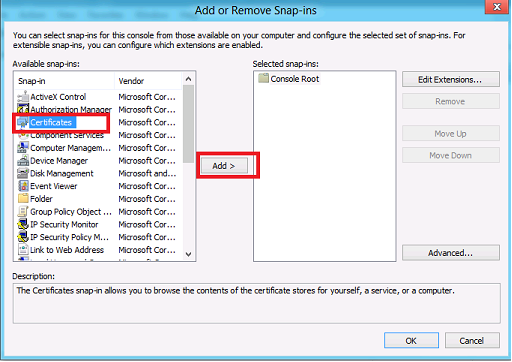 Add or Remove Snap-ins
You can select snap-ins for this console from those available on your computer and configure the selected set of snap-ins. For
extensible snap-ins, you can configure which extensions are enabled.
Available snap-ins:
Snap-in Vendor
ActiveX Control Microsoft Cor...
Authorization Manager Microsoft Cor...
Certificates Microsoft Cor...
Component Services Microsoft Cor...
Computer Managem... Microsoft Cor...
Device Manager Microsoft Cor...
Disk Management Microsoft and...
Event Viewer Microsoft Cor...
Folder Microsoft Cor...
Group Policy Object ... Microsoft Cor...
IP Security Monitor Microsoft Cor...
IP Security Policy M... Microsoft Cor...
Link to Web Address Microsoft Cor...
Add >
Selected snap-ins:
Console Root
Edit Extensions...
Remove
Move Up
Move Down
Advanced...
Description:
The Certificates snap-in allows you to browse the contents of the certificate stores for yourself, a service, or a computer.
OK
Cancel